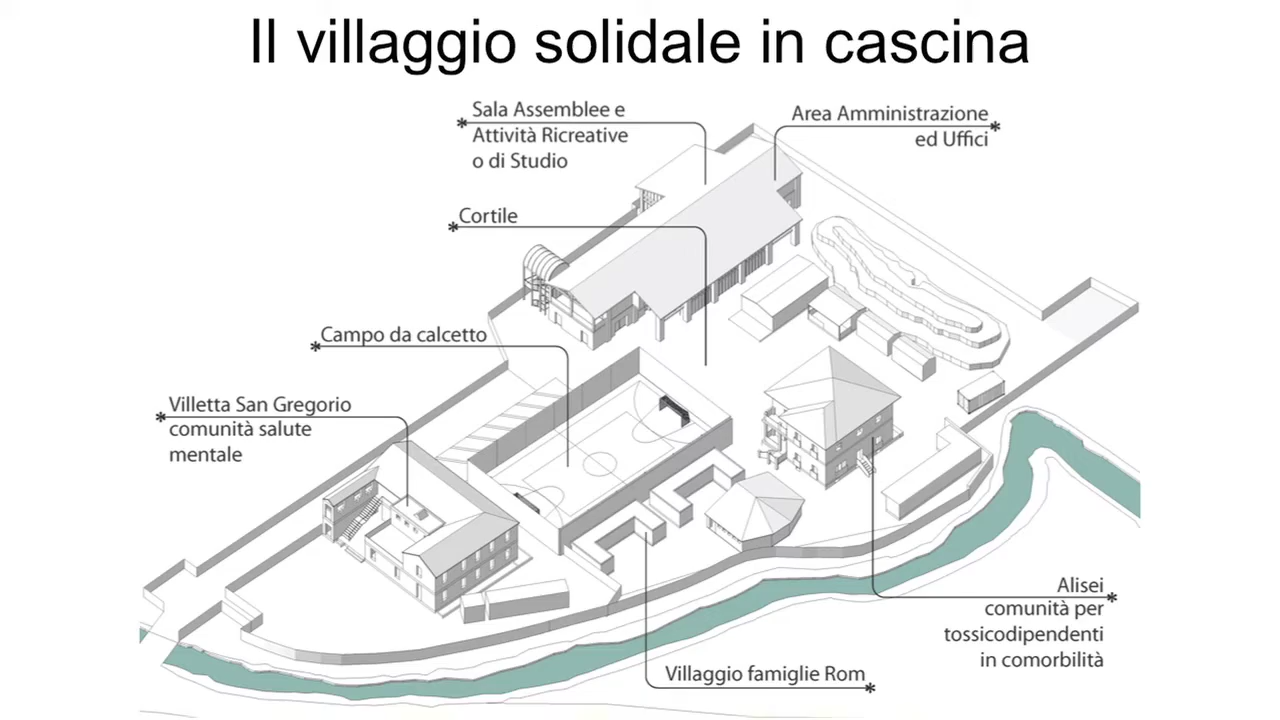 Il villaggio solidale in cascina
Sala Assemblee e
Attività Ricreative
o di Studio
Area Amministrazione
ed Uffici
Cortile
Campo da calcetto
Villetta San Gregorio
comunità salute
mentale
Alisei
comunità per
tossicodipendenti
in comorbilità
Villaggio famiglie Rom